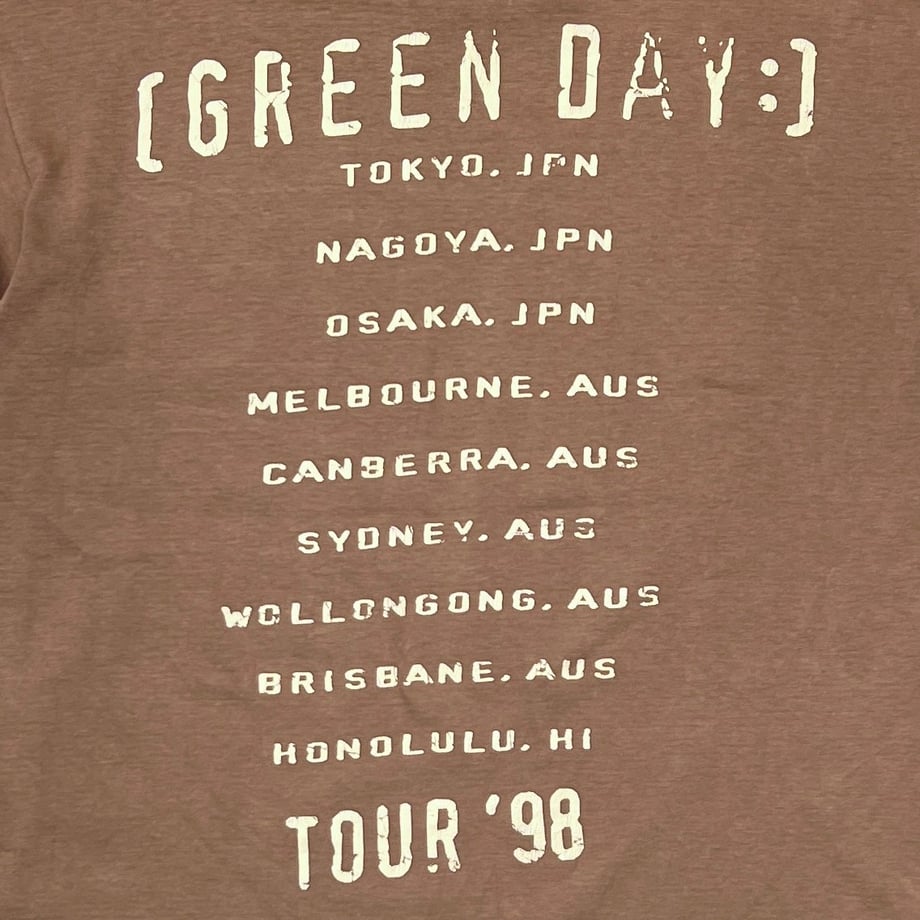 [GREEN DAY:]
TOKYO. JPN
NAGOYA. JPN
OSAKA. JPN
MELBOURNE. AUS
CANBERRA. AUS
SYDNEY. AUS
WOLLONGONG. AUS
BRISBANE. AUS
HONOLULU. HI
TOUR '98